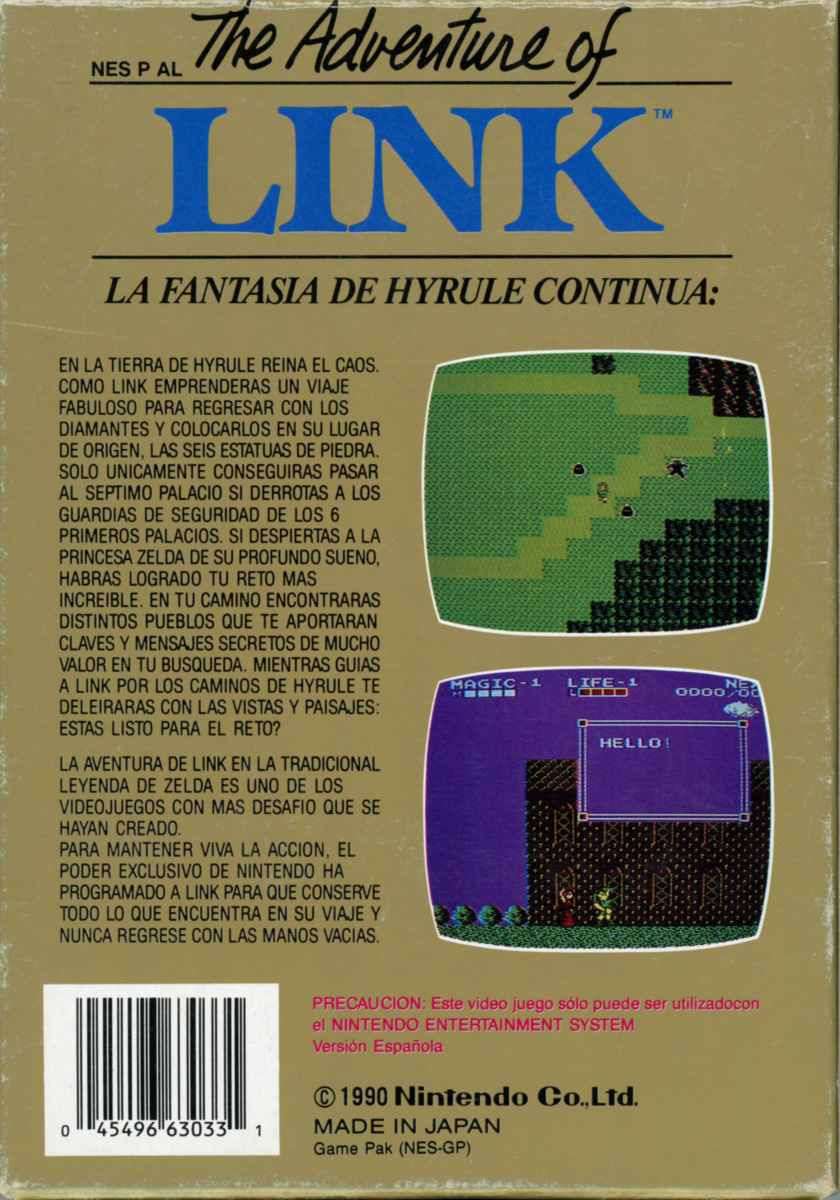 The Adventure of
NES P AL
LINK™
LA FANTASIA DE HYRULE CONTINUA:
EN LA TIERRA DE HYRULE REINA EL CAOS.
COMO LINK EMPRENDERAS UN VIAJE
FABULOSO PARA REGRESAR CON LOS
DIAMANTES Y COLOCARLOS EN SU LUGAR
DE ORIGEN, LAS SEIS ESTATUAS DE PIEDRA.
SOLO UNICAMENTE CONSEGUIRAS PASAR
AL SEPTIMO PALACIO SI DERROTAS A LOS
GUARDIAS DE SEGURIDAD DE LOS 6
PRIMEROS PALACIOS. SI DESPIERTAS A LA
PRINCESA ZELDA DE SU PROFUNDO SUENO,
HABRAS LOGRADO TU RETO MAS
INCREIBLE. EN TU CAMINO ENCONTRARAS
DISTINTOS PUEBLOS QUE TE APORTARAN
CLAVES Y MENSAJES SECRETOS DE MUCHO
VALOR EN TU BUSQUEDA. MIENTRAS GUIAS
A LINK POR LOS CAMINOS DE HYRULE TE
DELEIRARAS CON LAS VISTAS Y PAISAJES:
ESTAS LISTO PARA EL RETO?
LA AVENTURA DE LINK EN LA TRADICIONAL
LEYENDA DE ZELDA ES UNO DE LOS
VIDEOJUEGOS CON MAS DESAFIO QUE SE
HAYAN CREADO.
PARA MANTENER VIVA LA ACCION, EL
PODER EXCLUSIVO DE NINTENDO HA
PROGRAMADO A LINK PARA QUE CONSERVE
TODO LO QUE ENCUENTRA EN SU VIAJE Y
NUNCA REGRESE CON LAS MANOS VACIAS.
MAGIC-1 LIFE-1 NEX
0000/00
HELLO!
PRECAUCION: Este video juego sólo puede ser utilizadocon
el NINTENDO ENTERTAINMENT SYSTEM
Versión Española
© 1990 Nintendo Co.,Ltd.
MADE IN JAPAN
Game Pak (NES-GP)
0 45496 63033 1